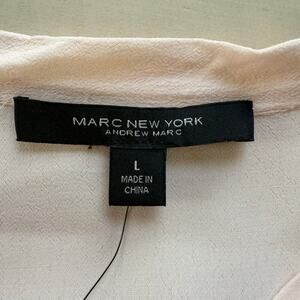 MARC NEW YORK
ANDREW MARC
L
MADE IN
CHINA